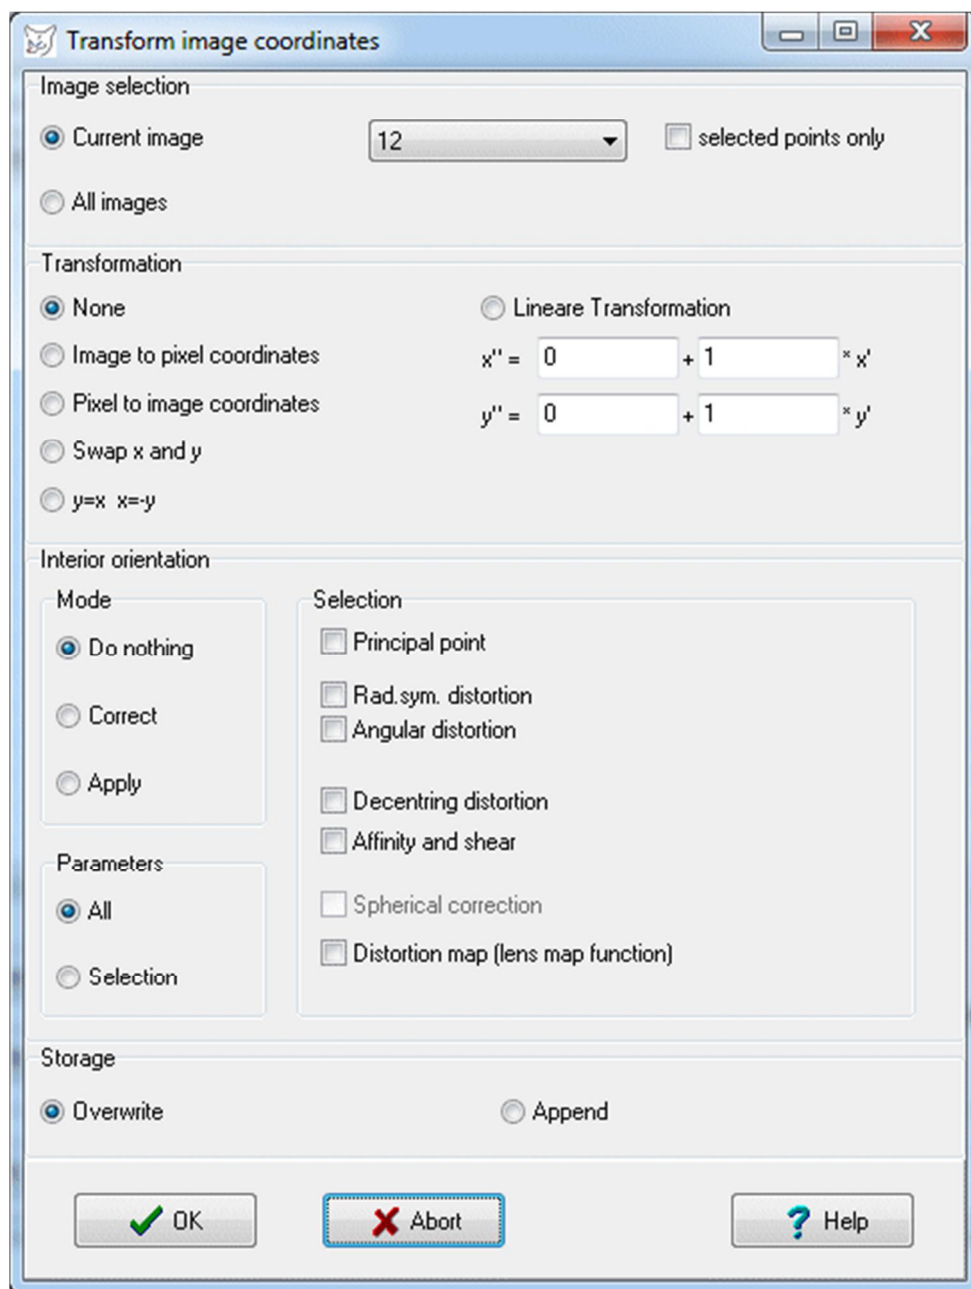 Transform image coordinates
Image selection
Current image 12 selected points only
All images
Transformation
None Lineare Transformation
Image to pixel coordinates x'' = 0 + 1 * x'
Pixel to image coordinates y'' = 0 + 1 * y'
Swap x and y
y=x x=-y
Interior orientation
Mode Selection
Do nothing Principal point
Rad.sym. distortion
Correct Angular distortion
Apply Decentring distortion
Affinity and shear
Parameters
All Spherical correction
Selection Distortion map (lens map function)
Storage
Overwrite Append
OK Abort ? Help